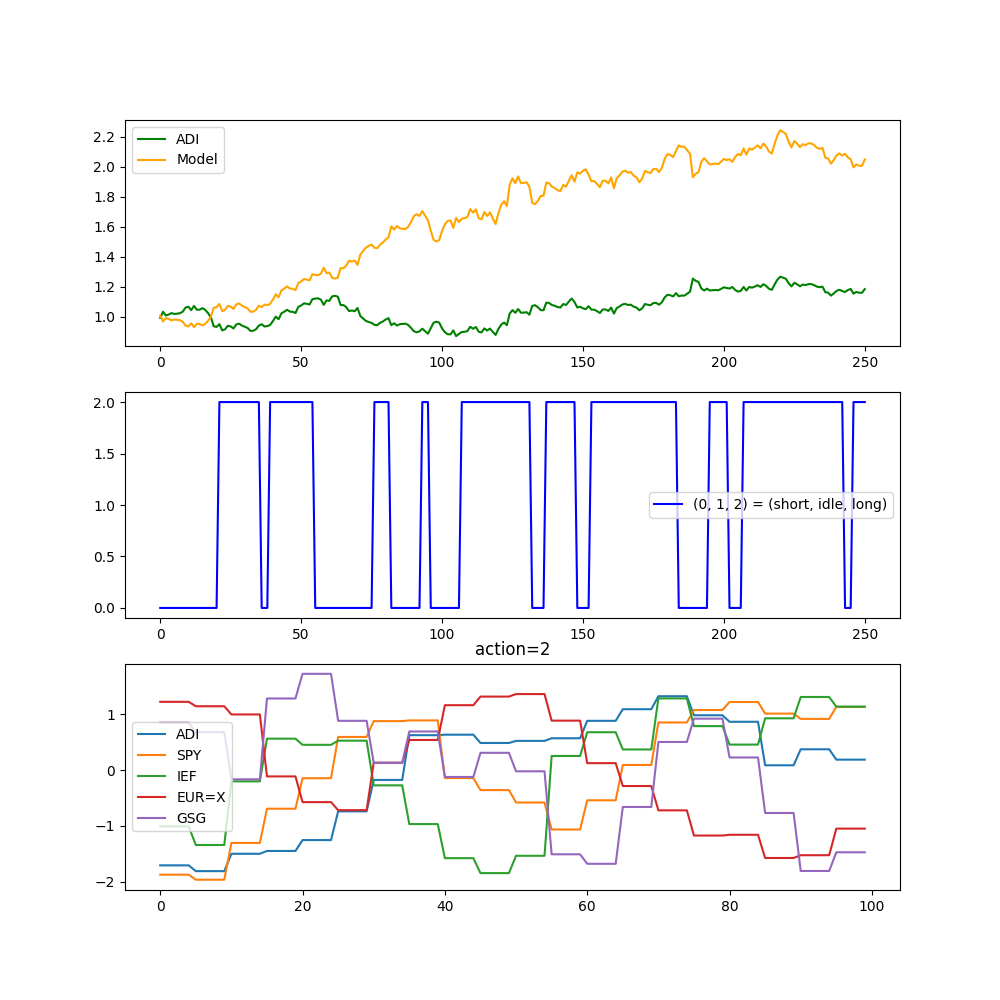 2.2
2.0
1.8
1.6
1.4
1.2
1.0
ADI
Model
0 50 100 150 200 250
2.0
1.5
1.0
0.5
0.0
(0, 1, 2) = (short, idle, long)
0 50 100 150 200 250
action=2
1
0
−1
−2
ADI
SPY
IEF
EUR=X
GSG
0 20 40 60 80 100